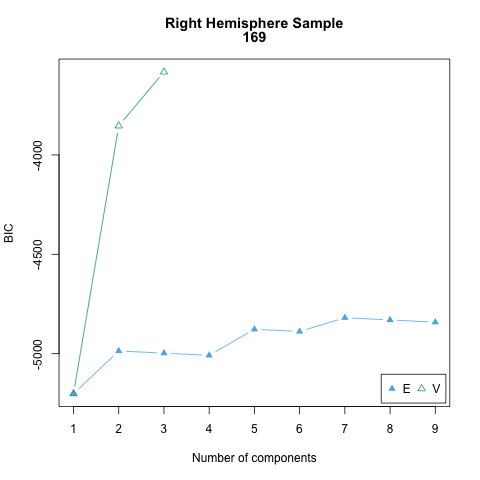 Right Hemisphere Sample
169
BIC
-4000
-4500
-5000
1 2 3 4 5 6 7 8 9
Number of components
E V